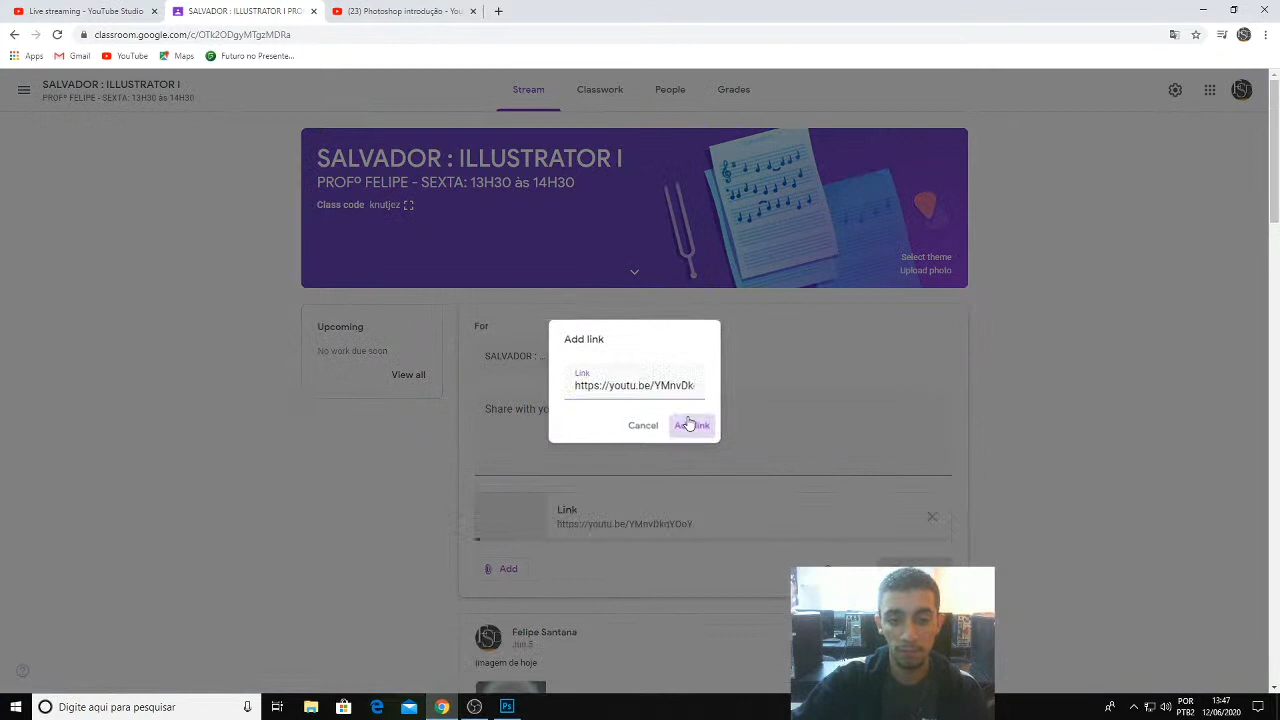 Live streaming - YouTube Studio
SALVADOR : ILLUSTRATOR I PRO
(23) Photoshop introdução - You
classroom.google.com/c/OTk2ODgyMTgzMDRa
Apps
Gmail
YouTube
Maps
Futuro no Presente...
SALVADOR : ILLUSTRATOR I
PROFº FELIPE - SEXTA: 13H30 às 14H30
Stream
Classwork
People
Grades
SALVADOR : ILLUSTRATOR I
PROFº FELIPE - SEXTA: 13H30 às 14H30
Class code knutjez
Select theme
Upload photo
Upcoming
No work due soon
View all
For
SALVADOR : ...
Share with yo
Add link
Link
https://youtu.be/YMnvDk
Cancel
Add link
Link
https://youtu.be/YMnvDkqYOoY
Add
Felipe Santana
Jun 5
Imagem de hoje
Digite aqui para pesquisar
Ps
POR
PTB2
13:47
12/06/2020